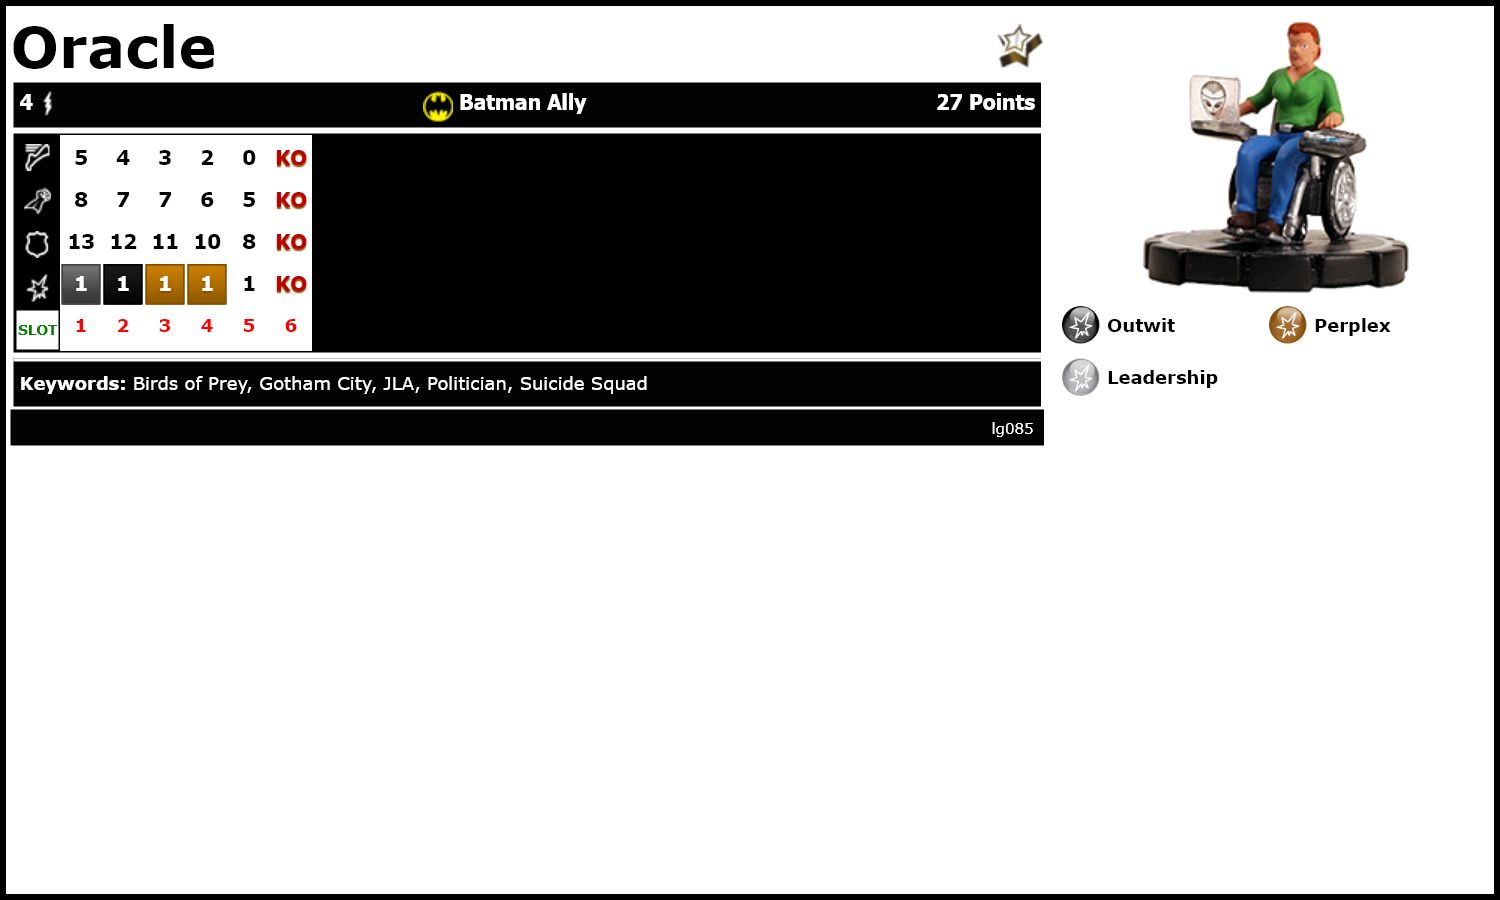 Oracle
4 Batman Ally 27 Points
5 4 3 2 0 KO
8 7 7 6 5 KO
13 12 11 10 8 KO
1 1 1 1 1 KO
SLOT 1 2 3 4 5 6
Keywords: Birds of Prey, Gotham City, JLA, Politician, Suicide Squad
lg085
Outwit Perplex
Leadership